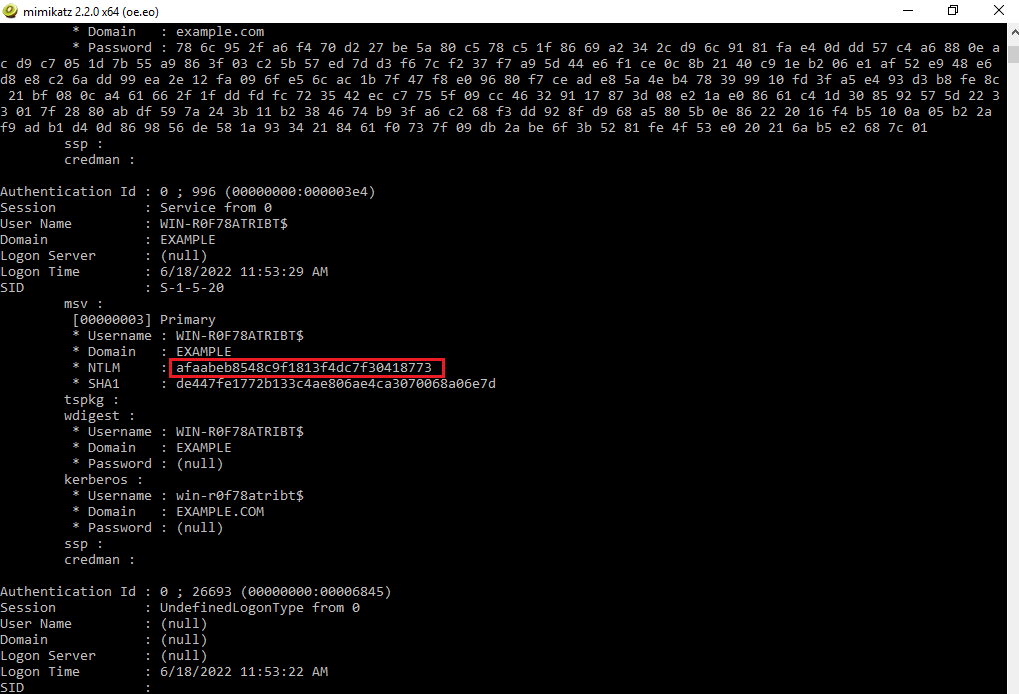 mimikatz 2.2.0 x64 (oe.eo)
* Domain : example.com
* Password : 78 6c 95 2f a6 f4 70 d2 27 be 5a 80 c5 78 c5 1f 86 69 a2 34 2c d9 6c 91 81 fa e4 0d dd 57 c4 a6 88 0e a
c d9 c7 05 1d 7b 55 a9 86 3f 03 c2 5b 57 ed 7d d3 f6 7c f2 37 f7 a9 5d 44 e6 f1 ce 0c 8b 21 40 c9 1e b2 06 e1 af 52 e9 48 e6
d8 e8 c2 6a dd 99 ea 2e 12 fa 09 6f e5 6c ac 1b 7f 47 f8 e0 96 80 f7 ce ad e8 5a 4e b4 78 39 99 10 fd 3f a5 e4 93 d3 b8 fe 8c
21 bf 08 0c a4 61 66 2f 1f dd fd fc 72 35 42 ec c7 75 5f 09 cc 46 32 91 17 87 3d 08 e2 1a e0 86 61 c4 1d 30 85 92 57 5d 22 3
3 01 7f 28 80 ab df 59 7a 24 3b 11 b2 38 46 74 b9 3f a6 c2 68 f3 dd 92 8f d9 68 a5 80 5b 0e 86 22 20 16 f4 b5 10 0a 05 b2 2a
f9 ad b1 d4 0d 86 98 56 de 58 1a 93 34 21 84 61 f0 73 7f 09 db 2a be 6f 3b 52 81 fe 4f 53 e0 20 21 6a b5 e2 68 7c 01
ssp :
credman :
Authentication Id : 0 ; 996 (00000000:000003e4)
Session : Service from 0
User Name : WIN-R0F78ATRIBT$
Domain : EXAMPLE
Logon Server : (null)
Logon Time : 6/18/2022 11:53:29 AM
SID : S-1-5-20
msv :
[00000003] Primary
* Username : WIN-R0F78ATRIBT$
* Domain : EXAMPLE
* NTLM : afaabeb8548c9f1813f4dc7f30418773
* SHA1 : de447fe1772b133c4ae806ae4ca3070068a06e7d
tspkg :
wdigest :
* Username : WIN-R0F78ATRIBT$
* Domain : EXAMPLE
* Password : (null)
kerberos :
* Username : win-r0f78atribt$
* Domain : EXAMPLE.COM
* Password : (null)
ssp :
credman :
Authentication Id : 0 ; 26693 (00000000:00006845)
Session : UndefinedLogonType from 0
User Name : (null)
Domain : (null)
Logon Server : (null)
Logon Time : 6/18/2022 11:53:22 AM
SID :